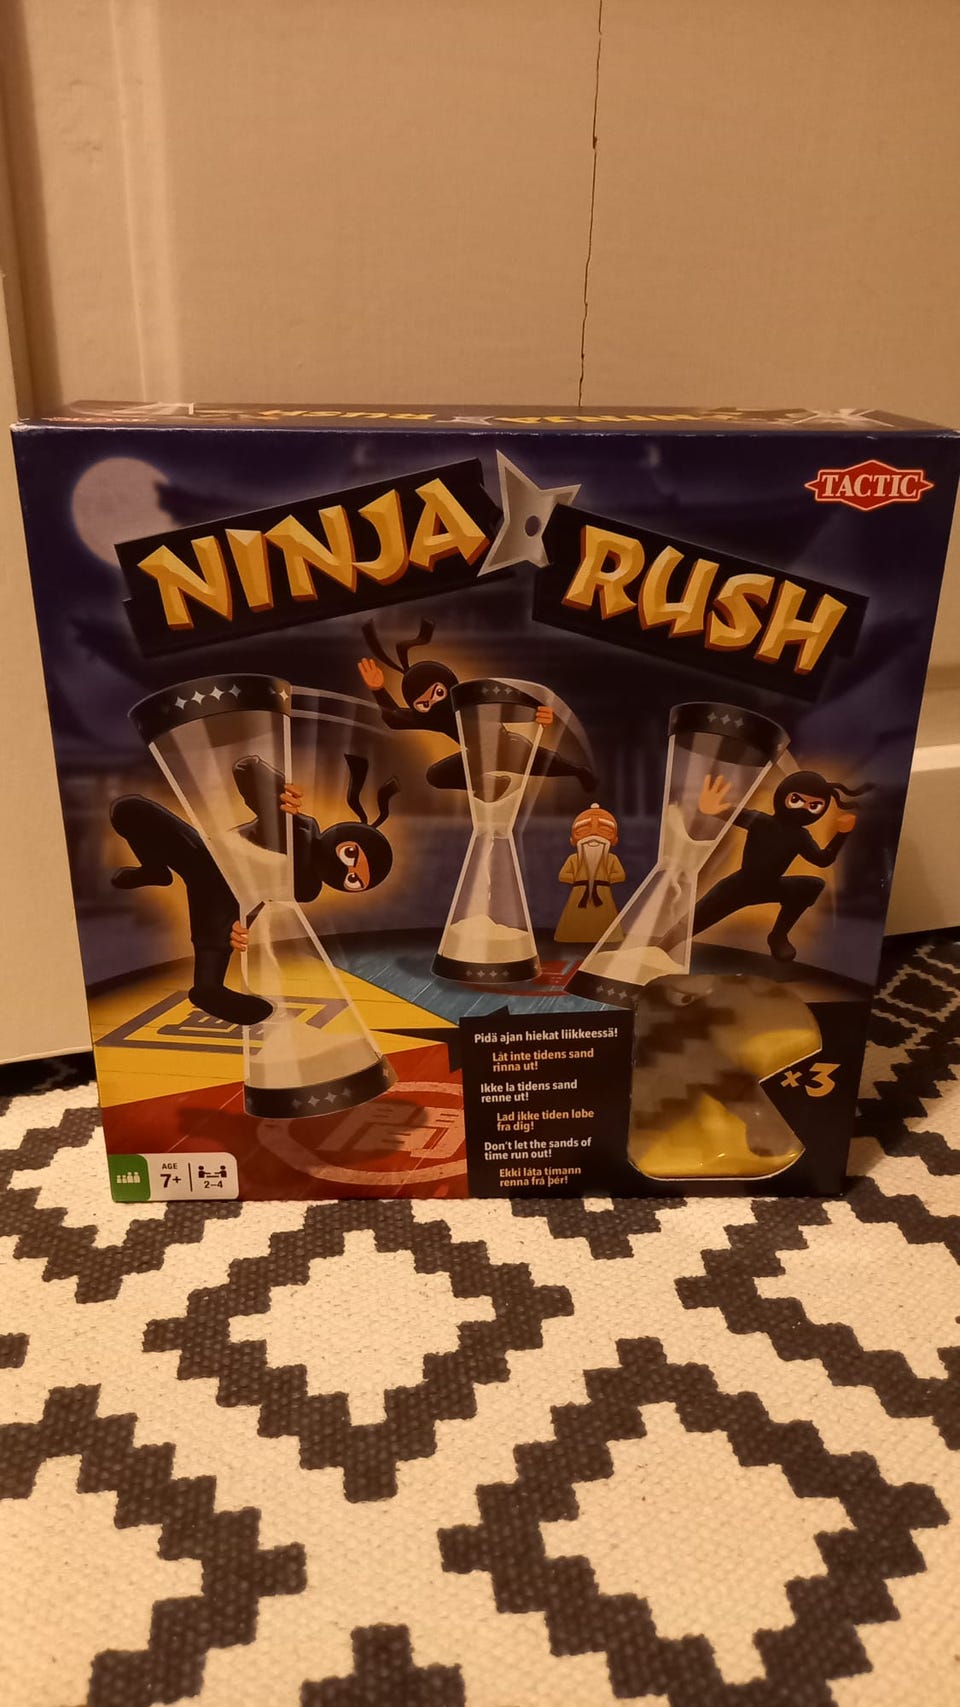 NINJA RUSH
TACTIC
Pidä ajan hiekat liikkeessä!
Låt inte tidens sand
rinna ut!
Ikke la tidens sand
renne ut!
Lad ikke tiden løbe
fra dig!
Don't let the sands of
time run out!
Ekki láta tímann
renna frá þér!
×3
AGE
7+
2–4